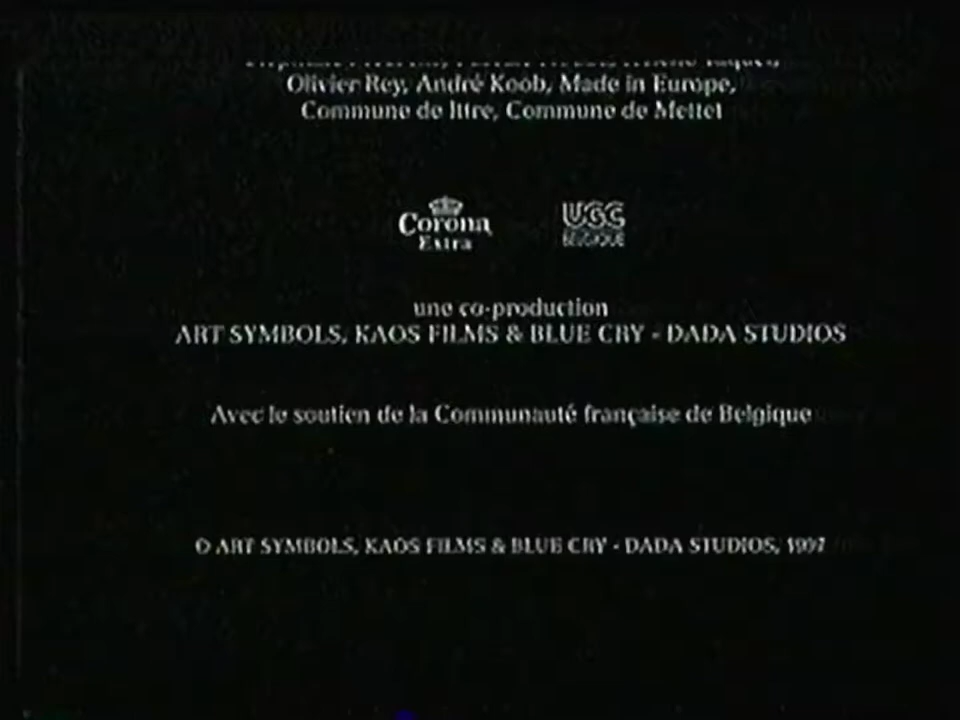 Olivier Rey, André Koob, Made in Europe,
Commune de Ittre, Commune de Mettet
Corona
Extra
UGC
BELGIQUE
une co-production
ART SYMBOLS, KAOS FILMS & BLUE CRY - DADA STUDIOS
Avec le soutien de la Communauté française de Belgique
© ART SYMBOLS, KAOS FILMS & BLUE CRY - DADA STUDIOS, 1997